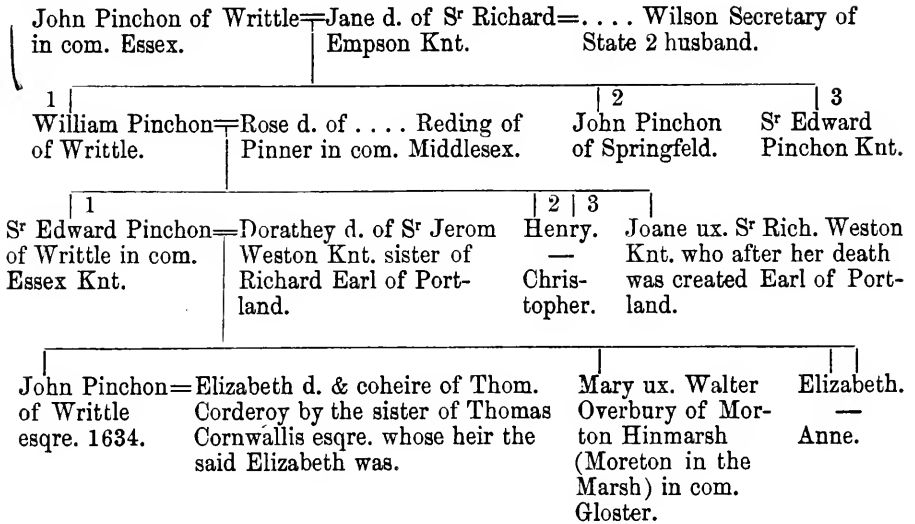 John Pinchon of Writtle=Jane d. of Sʳ Richard=. . . . Wilson Secretary of
in com. Essex. Empson Knt. State 2 husband.
1 2 3
William Pinchon=Rose d. of . . . . Reding of John Pinchon Sʳ Edward
of Writtle. Pinner in com. Middlesex. of Springfeld. Pinchon Knt.
1 2 3
Sʳ Edward Pinchon=Dorathey d. of Sʳ Jerom Henry. Joane ux. Sʳ Rich. Weston
of Writtle in com. Weston Knt. sister of — Knt. who after her death
Essex Knt. Richard Earl of Port- Chris- was created Earl of Port-
land. topher. land.
John Pinchon=Elizabeth d. & coheire of Thom. Mary ux. Walter Elizabeth.
of Writtle Corderoy by the sister of Thomas Overbury of Mor- —
esqre. 1634. Cornwallis esqre. whose heir the ton Hinmarsh Anne.
said Elizabeth was. (Moreton in the
Marsh) in com.
Gloster.